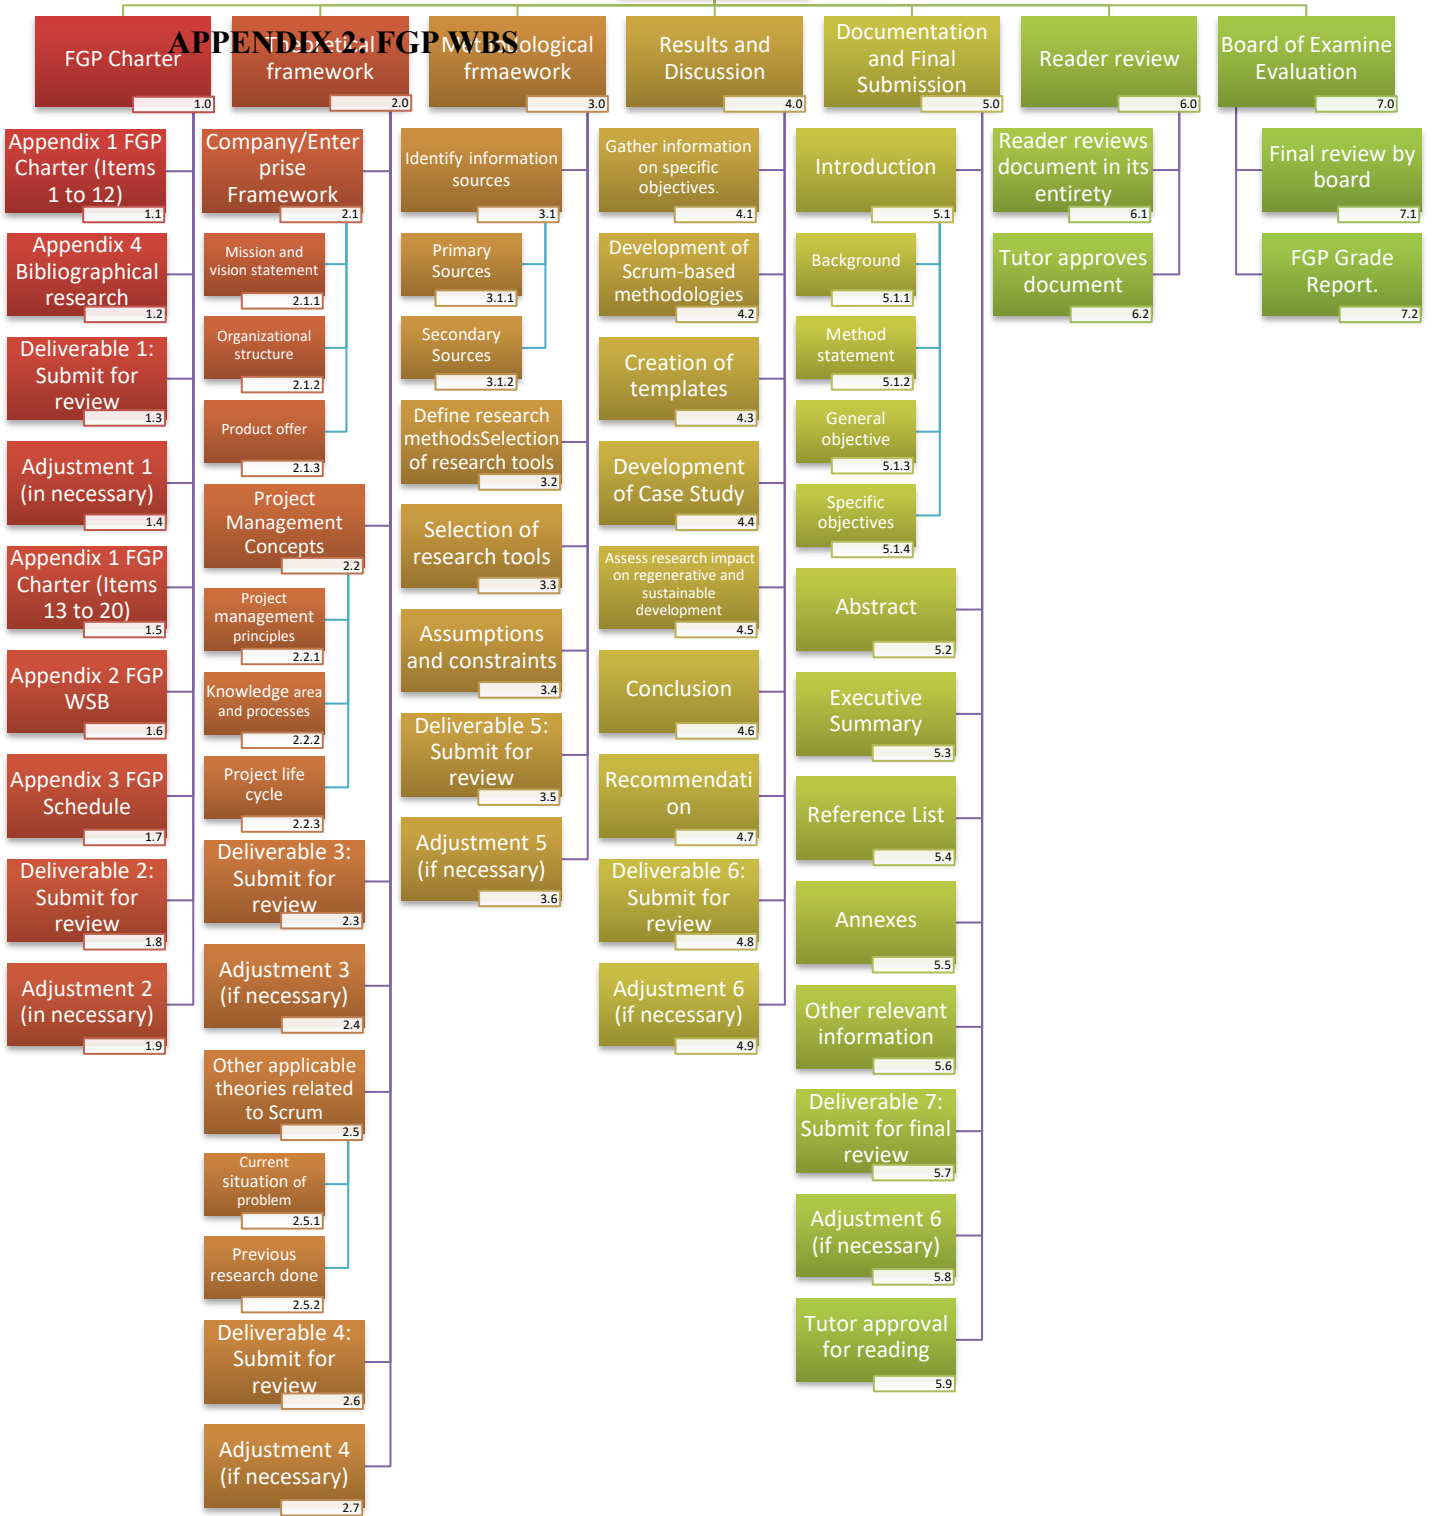 APPENDIX 2: FGP WBS
FGP Charter
1.0
Theoretical
framework
2.0
Methodological
frmaework
3.0
Results and
Discussion
4.0
Documentation
and Final
Submission
5.0
Reader review
6.0
Board of Examine
Evaluation
7.0
Appendix 1 FGP
Charter (Items
1 to 12)
1.1
Appendix 4
Bibliographical
research
1.2
Deliverable 1:
Submit for
review
1.3
Adjustment 1
(in necessary)
1.4
Appendix 1 FGP
Charter (Items
13 to 20)
1.5
Appendix 2 FGP
WSB
1.6
Appendix 3 FGP
Schedule
1.7
Deliverable 2:
Submit for
review
1.8
Adjustment 2
(in necessary)
1.9
Company/Enter
prise
Framework
2.1
Mission and
vision statement
2.1.1
Organizational
structure
2.1.2
Product offer
2.1.3
Project
Management
Concepts
2.2
Project
management
principles
2.2.1
Knowledge area
and processes
2.2.2
Project life
cycle
2.2.3
Deliverable 3:
Submit for
review
2.3
Adjustment 3
(if necessary)
2.4
Other applicable
theories related
to Scrum
2.5
Current
situation of
problem
2.5.1
Previous
research done
2.5.2
Deliverable 4:
Submit for
review
2.6
Adjustment 4
(if necessary)
2.7
Identify information
sources
3.1
Primary
Sources
3.1.1
Secondary
Sources
3.1.2
Define research
methodsSelection
of research tools
3.2
Selection of
research tools
3.3
Assumptions
and constraints
3.4
Deliverable 5:
Submit for
review
3.5
Adjustment 5
(if necessary)
3.6
Gather information
on specific
objectives.
4.1
Development of
Scrum-based
methodologies
4.2
Creation of
templates
4.3
Development
of Case Study
4.4
Assess research impact
on regenerative and
sustainable
development
4.5
Conclusion
4.6
Recommendati
on
4.7
Deliverable 6:
Submit for
review
4.8
Adjustment 6
(if necessary)
4.9
Introduction
5.1
Background
5.1.1
Method
statement
5.1.2
General
objective
5.1.3
Specific
objectives
5.1.4
Abstract
5.2
Executive
Summary
5.3
Reference List
5.4
Annexes
5.5
Other relevant
information
5.6
Deliverable 7:
Submit for final
review
5.7
Adjustment 6
(if necessary)
5.8
Tutor approval
for reading
5.9
Reader reviews
document in its
entirety
6.1
Tutor approves
document
6.2
Final review by
board
7.1
FGP Grade
Report.
7.2